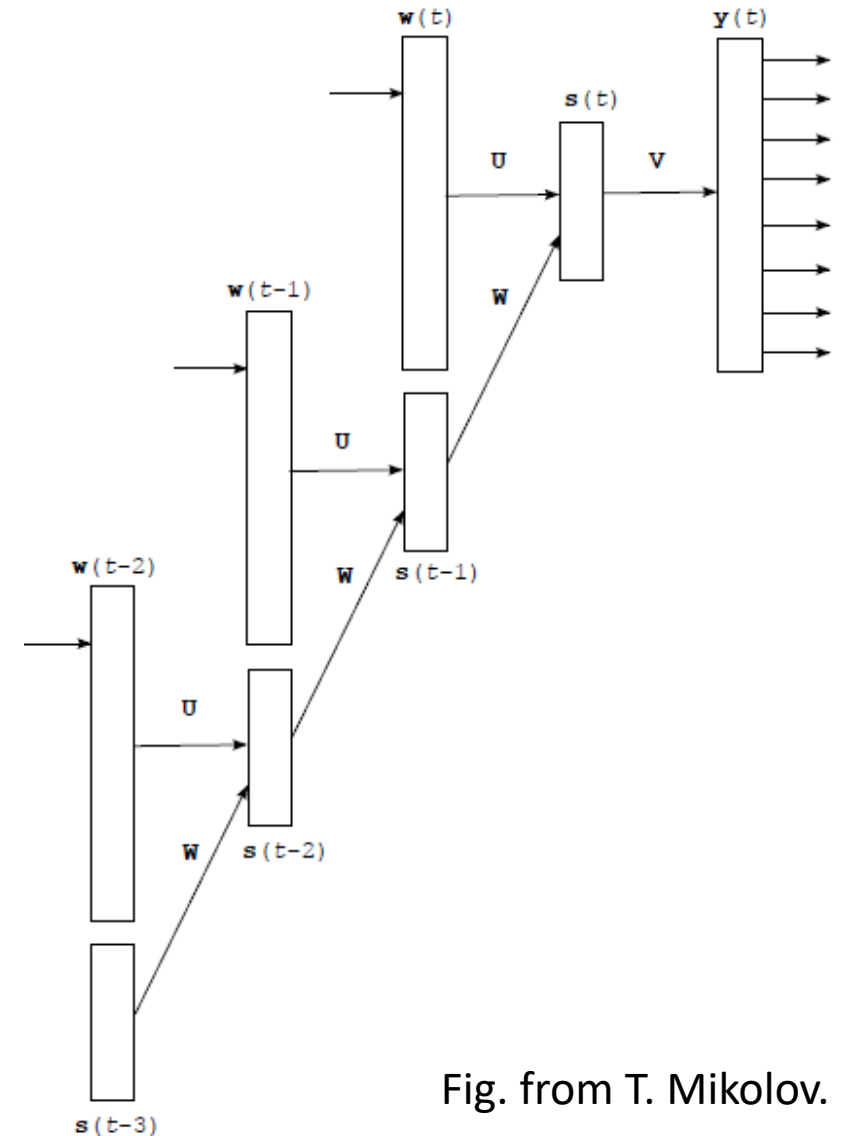 w(t)
y(t)
s(t)
U
V
W
w(t-1)
U
W
s(t-1)
w(t-2)
U
W
s(t-2)
s(t-3)
Fig. from T. Mikolov.